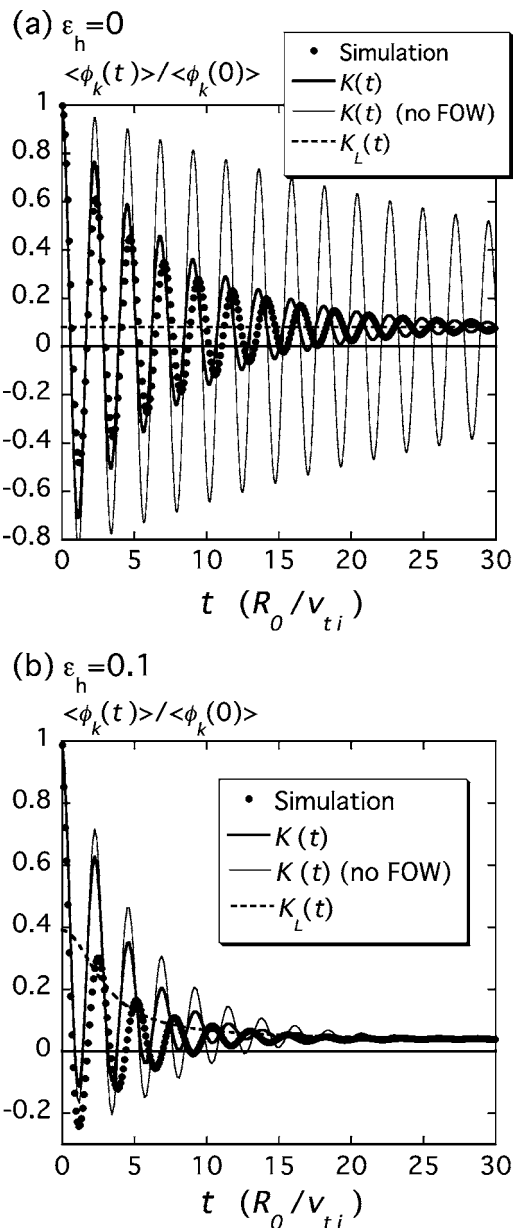 (a) ε_h=0
<ϕ_k(t)>/<ϕ_k(0)>
Simulation
K(t)
K(t) (no FOW)
K_L(t)
1
0.8
0.6
0.4
0.2
0
-0.2
-0.4
-0.6
-0.8
0 5 10 15 20 25 30
t (R_0/v_ti)
(b) ε_h=0.1
<ϕ_k(t)>/<ϕ_k(0)>
Simulation
K(t)
K(t) (no FOW)
K_L(t)
1
0.8
0.6
0.4
0.2
0
-0.2
0 5 10 15 20 25 30
t (R_0/v_ti)